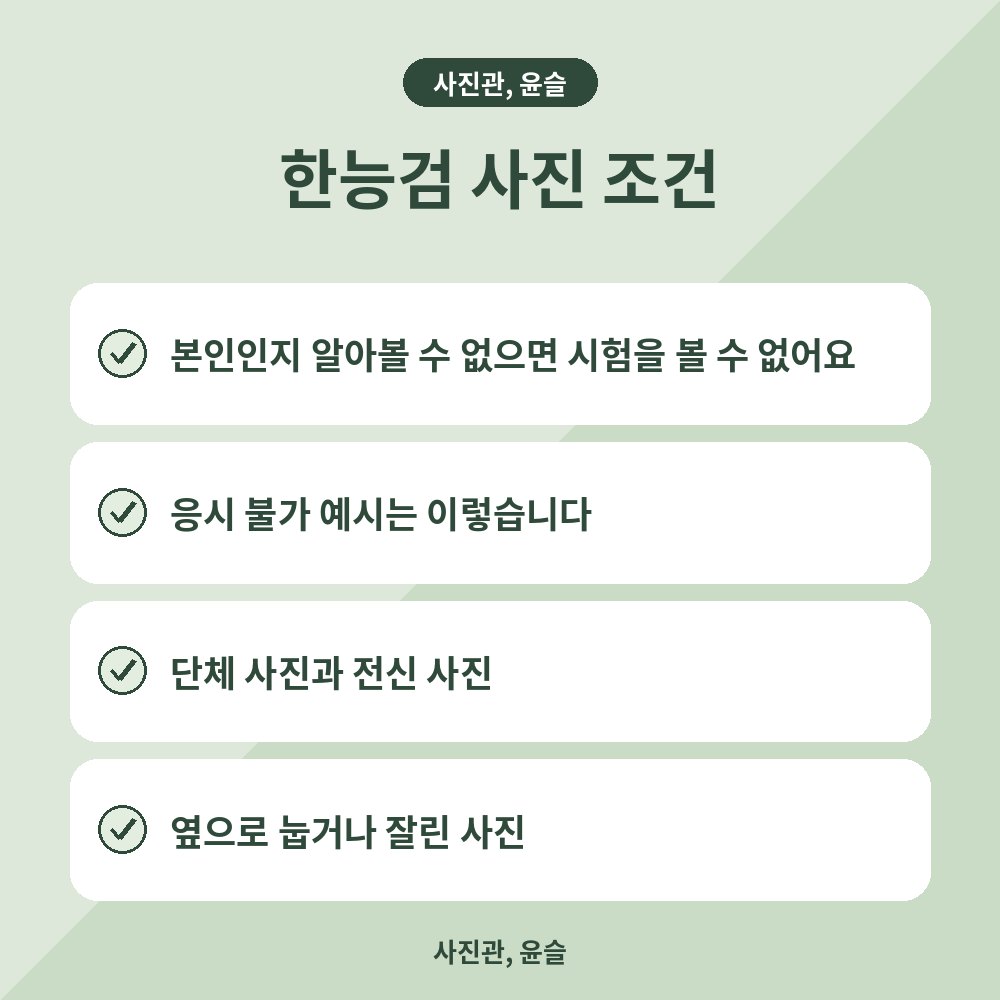 사진관, 윤슬
한능검 사진 조건
본인인지 알아볼 수 없으면 시험을 볼 수 없어요
응시 불가 예시는 이렇습니다
단체 사진과 전신 사진
옆으로 눕거나 잘린 사진
사진관, 윤슬